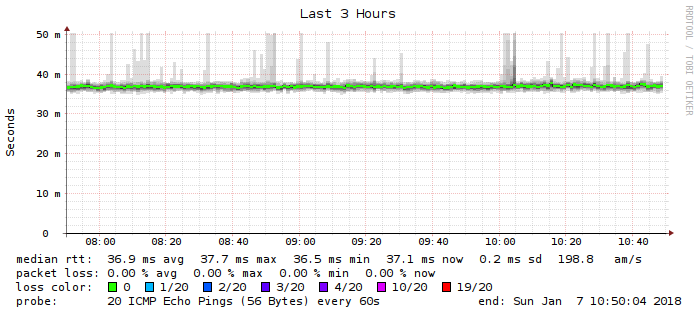 Last 3 Hours
RRDTOOL / TOBI OETIKER
Seconds
50 m
40 m
30 m
20 m
10 m
0
08:00 08:20 08:40 09:00 09:20 09:40 10:00 10:20 10:40
median rtt: 36.9 ms avg 37.7 ms max 36.5 ms min 37.1 ms now 0.2 ms sd 198.8 am/s
packet loss: 0.00 % avg 0.00 % max 0.00 % min 0.00 % now
loss color: 0 1/20 2/20 3/20 4/20 10/20 19/20
probe: 20 ICMP Echo Pings (56 Bytes) every 60s end: Sun Jan 7 10:50:04 2018